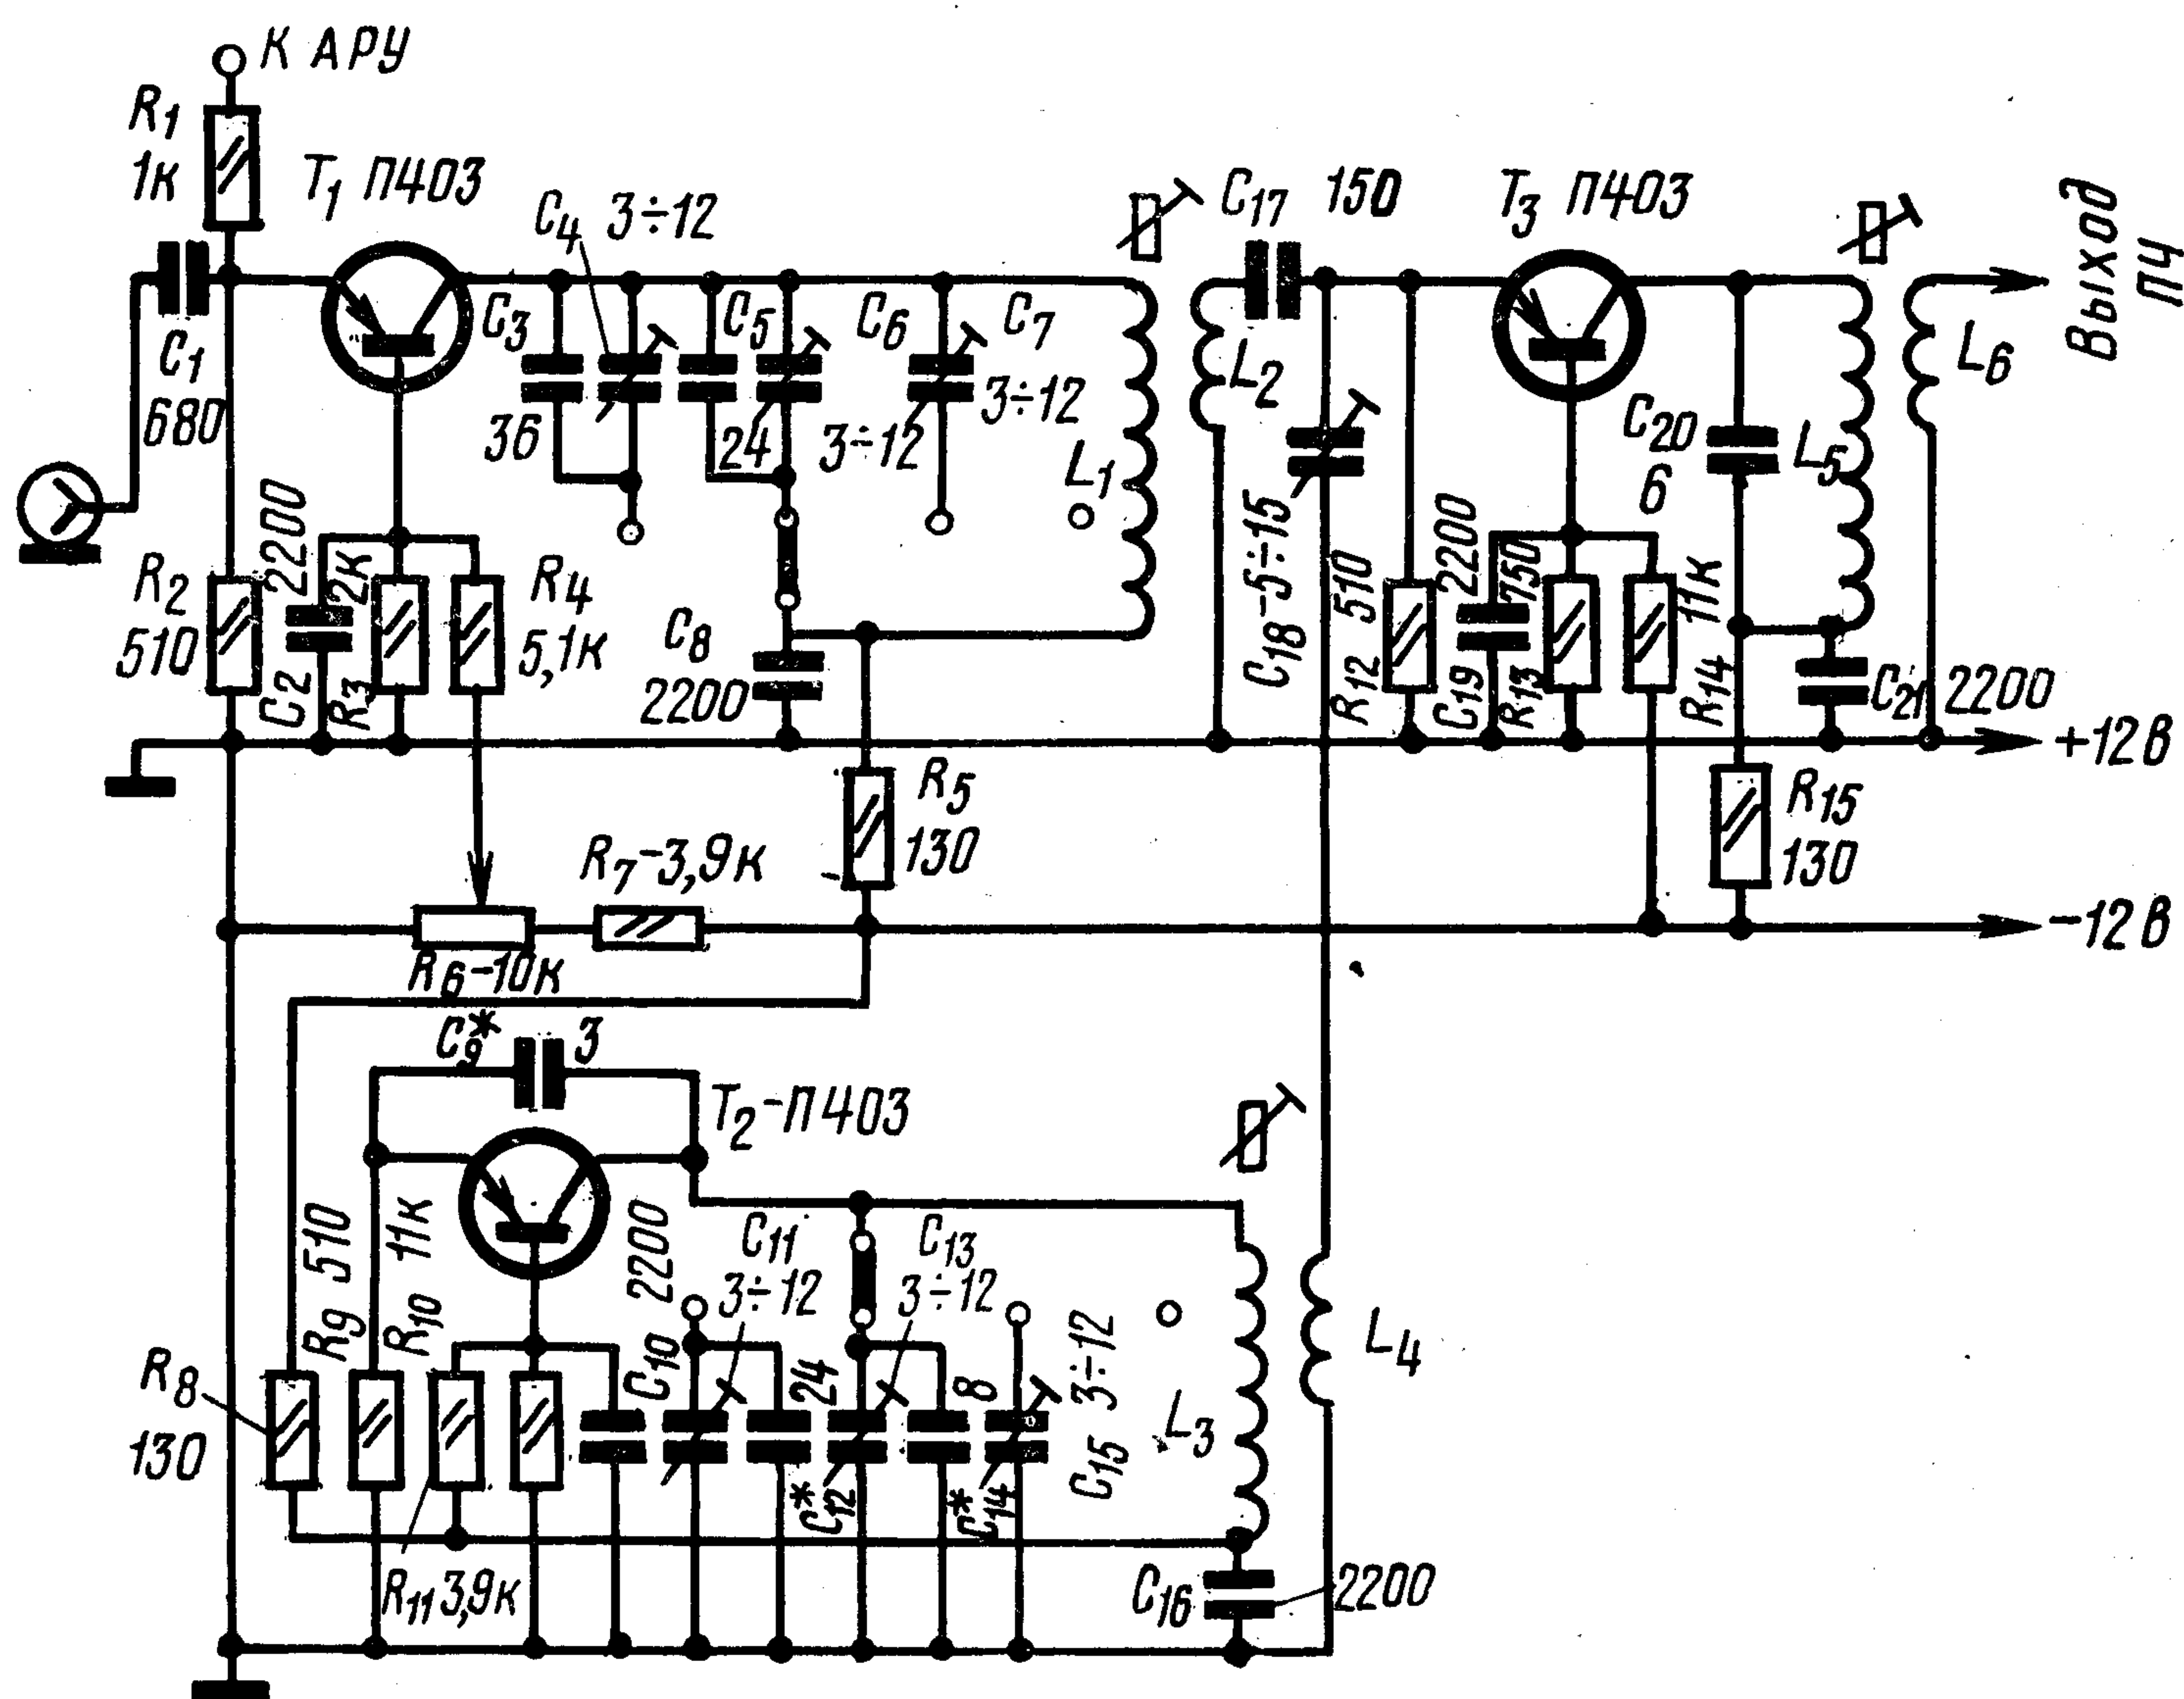 К АРУ
R1
1к
T1 П403
C4 3÷12
C17 150
T3 П403
Выход
ПЧ
C1
680
C3
36
C5
24
C6
3÷12
C7
3÷12
L1
L2
C18-5÷15
C20
6
L5
L6
R2
510
C2 2200
R3 2к
R4
5,1к
C8
2200
R12 510
C19 2200
R13 750
R14 11к
C21 2200
+12В
R5
130
R15
130
R7-3,9к
-12В
R6-10к
C9* 3
T2-П403
R9 510
R10 11к
C10 2200
C11
3÷12
C13
3÷12
R8
130
C12* 24
C14* 8
C15 3÷12
L3
L4
R11 3,9к
C16
2200